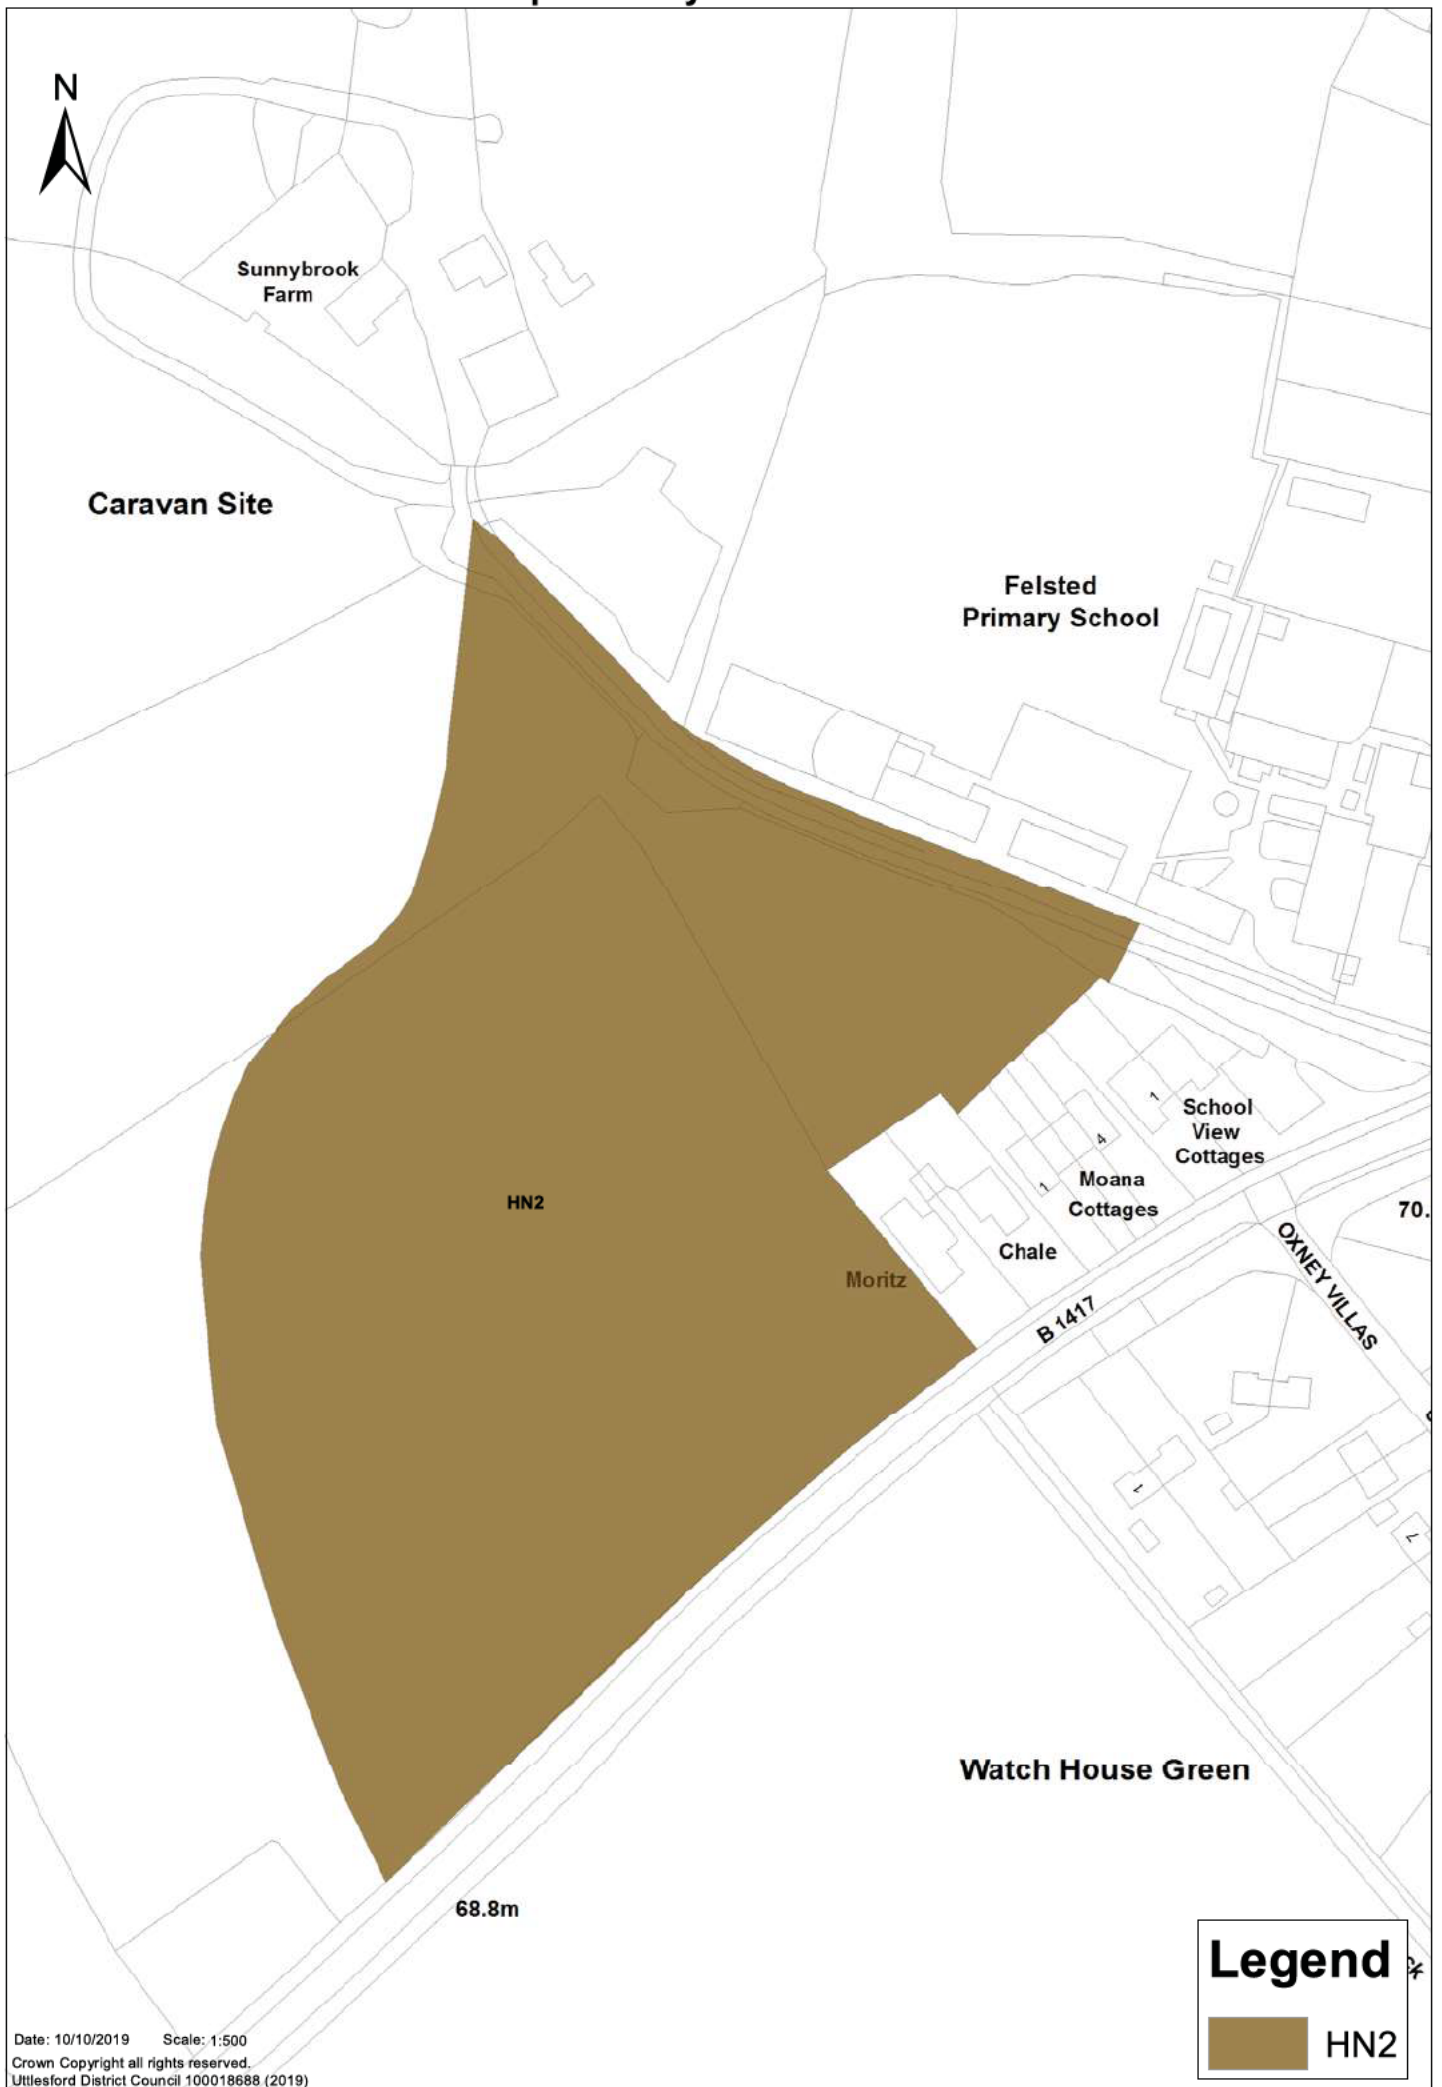 N
Sunnybrook
Farm
Caravan Site
Felsted
Primary School
1
School
View
Cottages
4
1
Moana
Cottages
70.
HN2
Chale
OXNEY VILLAS
Moritz
B 1417
1
7
Watch House Green
68.8m
Legend
HN2
Date: 10/10/2019 Scale: 1:500
Crown Copyright all rights reserved.
Uttlesford District Council 100018688 (2019)